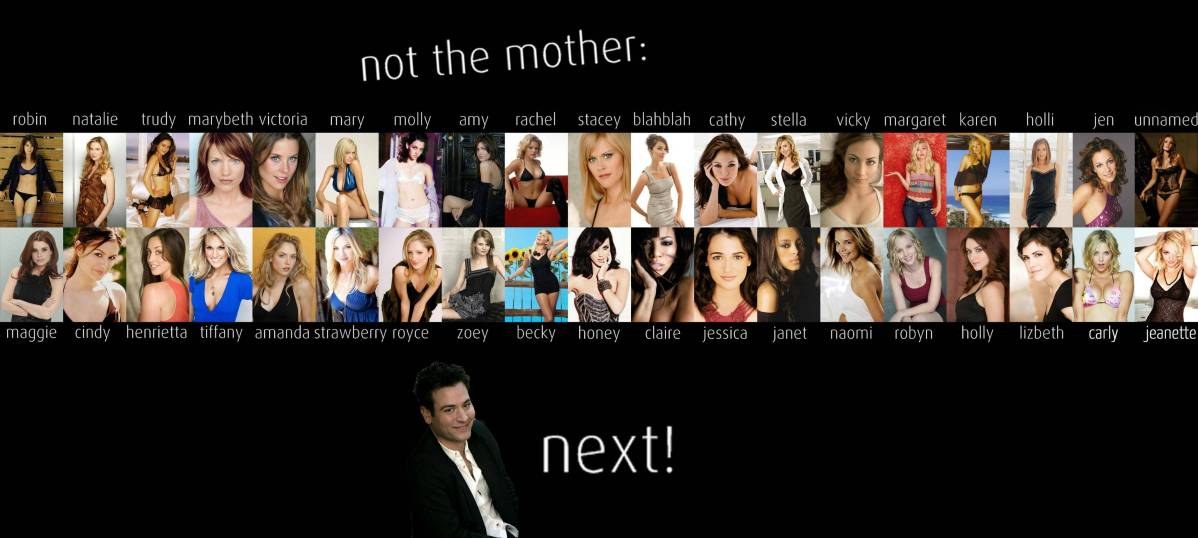 not the mother:
robin natalie trudy marybeth victoria mary molly amy rachel stacey blahblah cathy stella vicky margaret karen holli jen unnamed
maggie cindy henrietta tiffany amanda strawberry royce zoey becky honey claire jessica janet naomi robyn holly lizbeth carly jeanette
next!